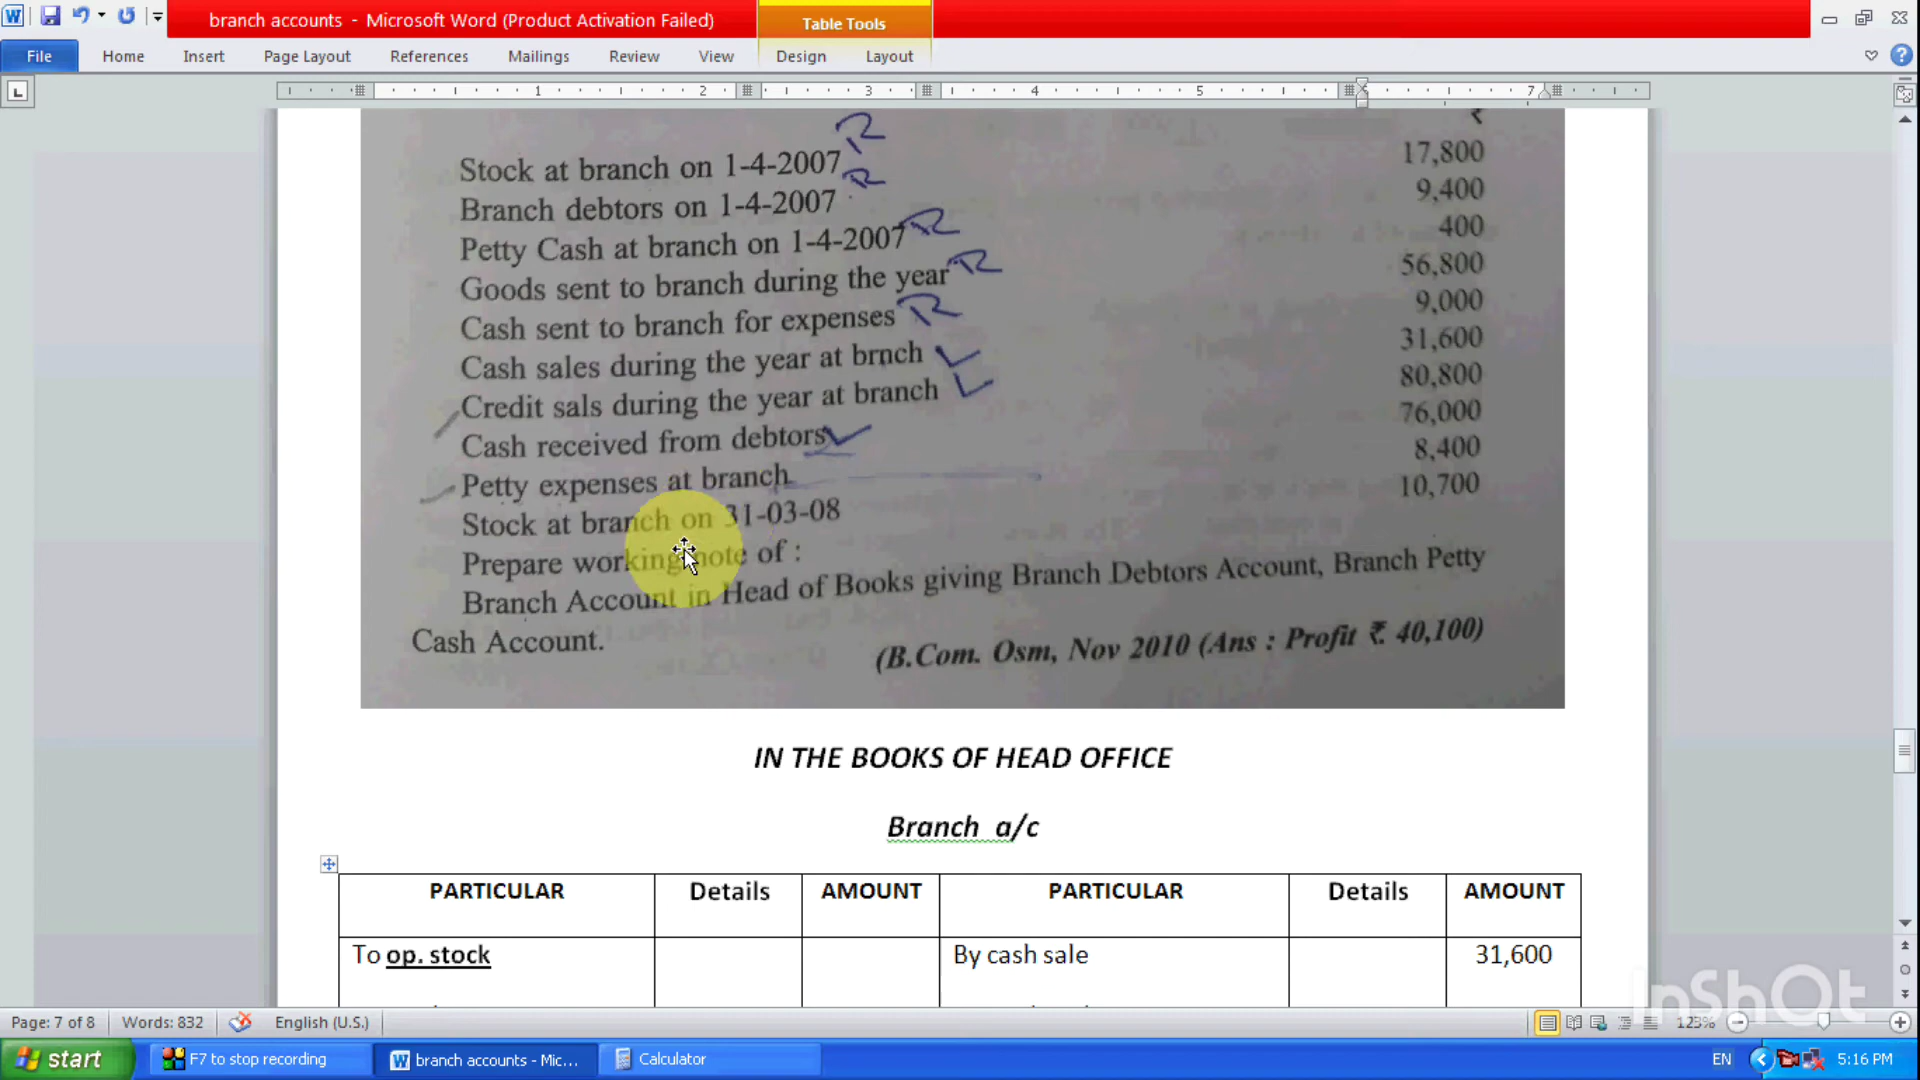 branch accounts - Microsoft Word (Product Activation Failed)
Table Tools
File Home Insert Page Layout References Mailings Review View Design Layout
1 2 3 4 5 7
₹
Stock at branch on 1-4-2007 17,800
Branch debtors on 1-4-2007 9,400
Petty Cash at branch on 1-4-2007 400
Goods sent to branch during the year 56,800
Cash sent to branch for expenses 9,000
Cash sales during the year at brnch 31,600
Credit sals during the year at branch 80,800
Cash received from debtors 76,000
Petty expenses at branch 8,400
Stock at branch on 31-03-08 10,700
Prepare working note of :
Branch Account in Head of Books giving Branch Debtors Account, Branch Petty
Cash Account.
(B.Com. Osm, Nov 2010 (Ans : Profit ₹. 40,100)
IN THE BOOKS OF HEAD OFFICE
Branch a/c
PARTICULAR Details AMOUNT PARTICULAR Details AMOUNT
To op. stock By cash sale 31,600
InShOt
Page: 7 of 8 Words: 832 English (U.S.) 123%
start F7 to stop recording branch accounts - Mic... Calculator EN 5:16 PM